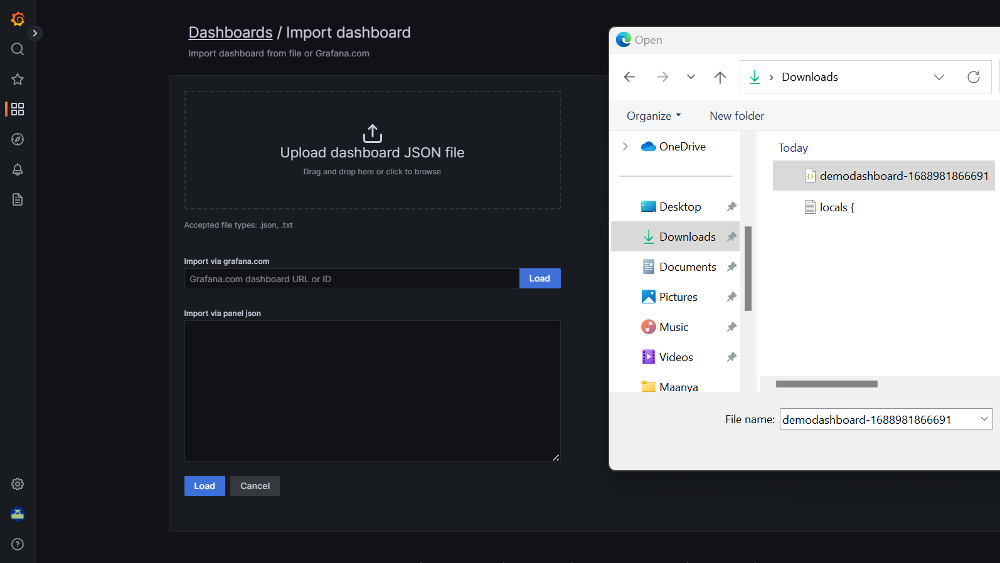 Dashboards / Import dashboard
Import dashboard from file or Grafana.com
Upload dashboard JSON file
Drag and drop here or click to browse
Accepted file types: .json, .txt
Import via grafana.com
Grafana.com dashboard URL or ID
Load
Import via panel json
Load
Cancel
Open
Downloads
Organize
New folder
OneDrive
Desktop
Downloads
Documents
Pictures
Music
Videos
Maanya
Today
demodashboard-1688981866691
locals {
File name:
demodashboard-1688981866691